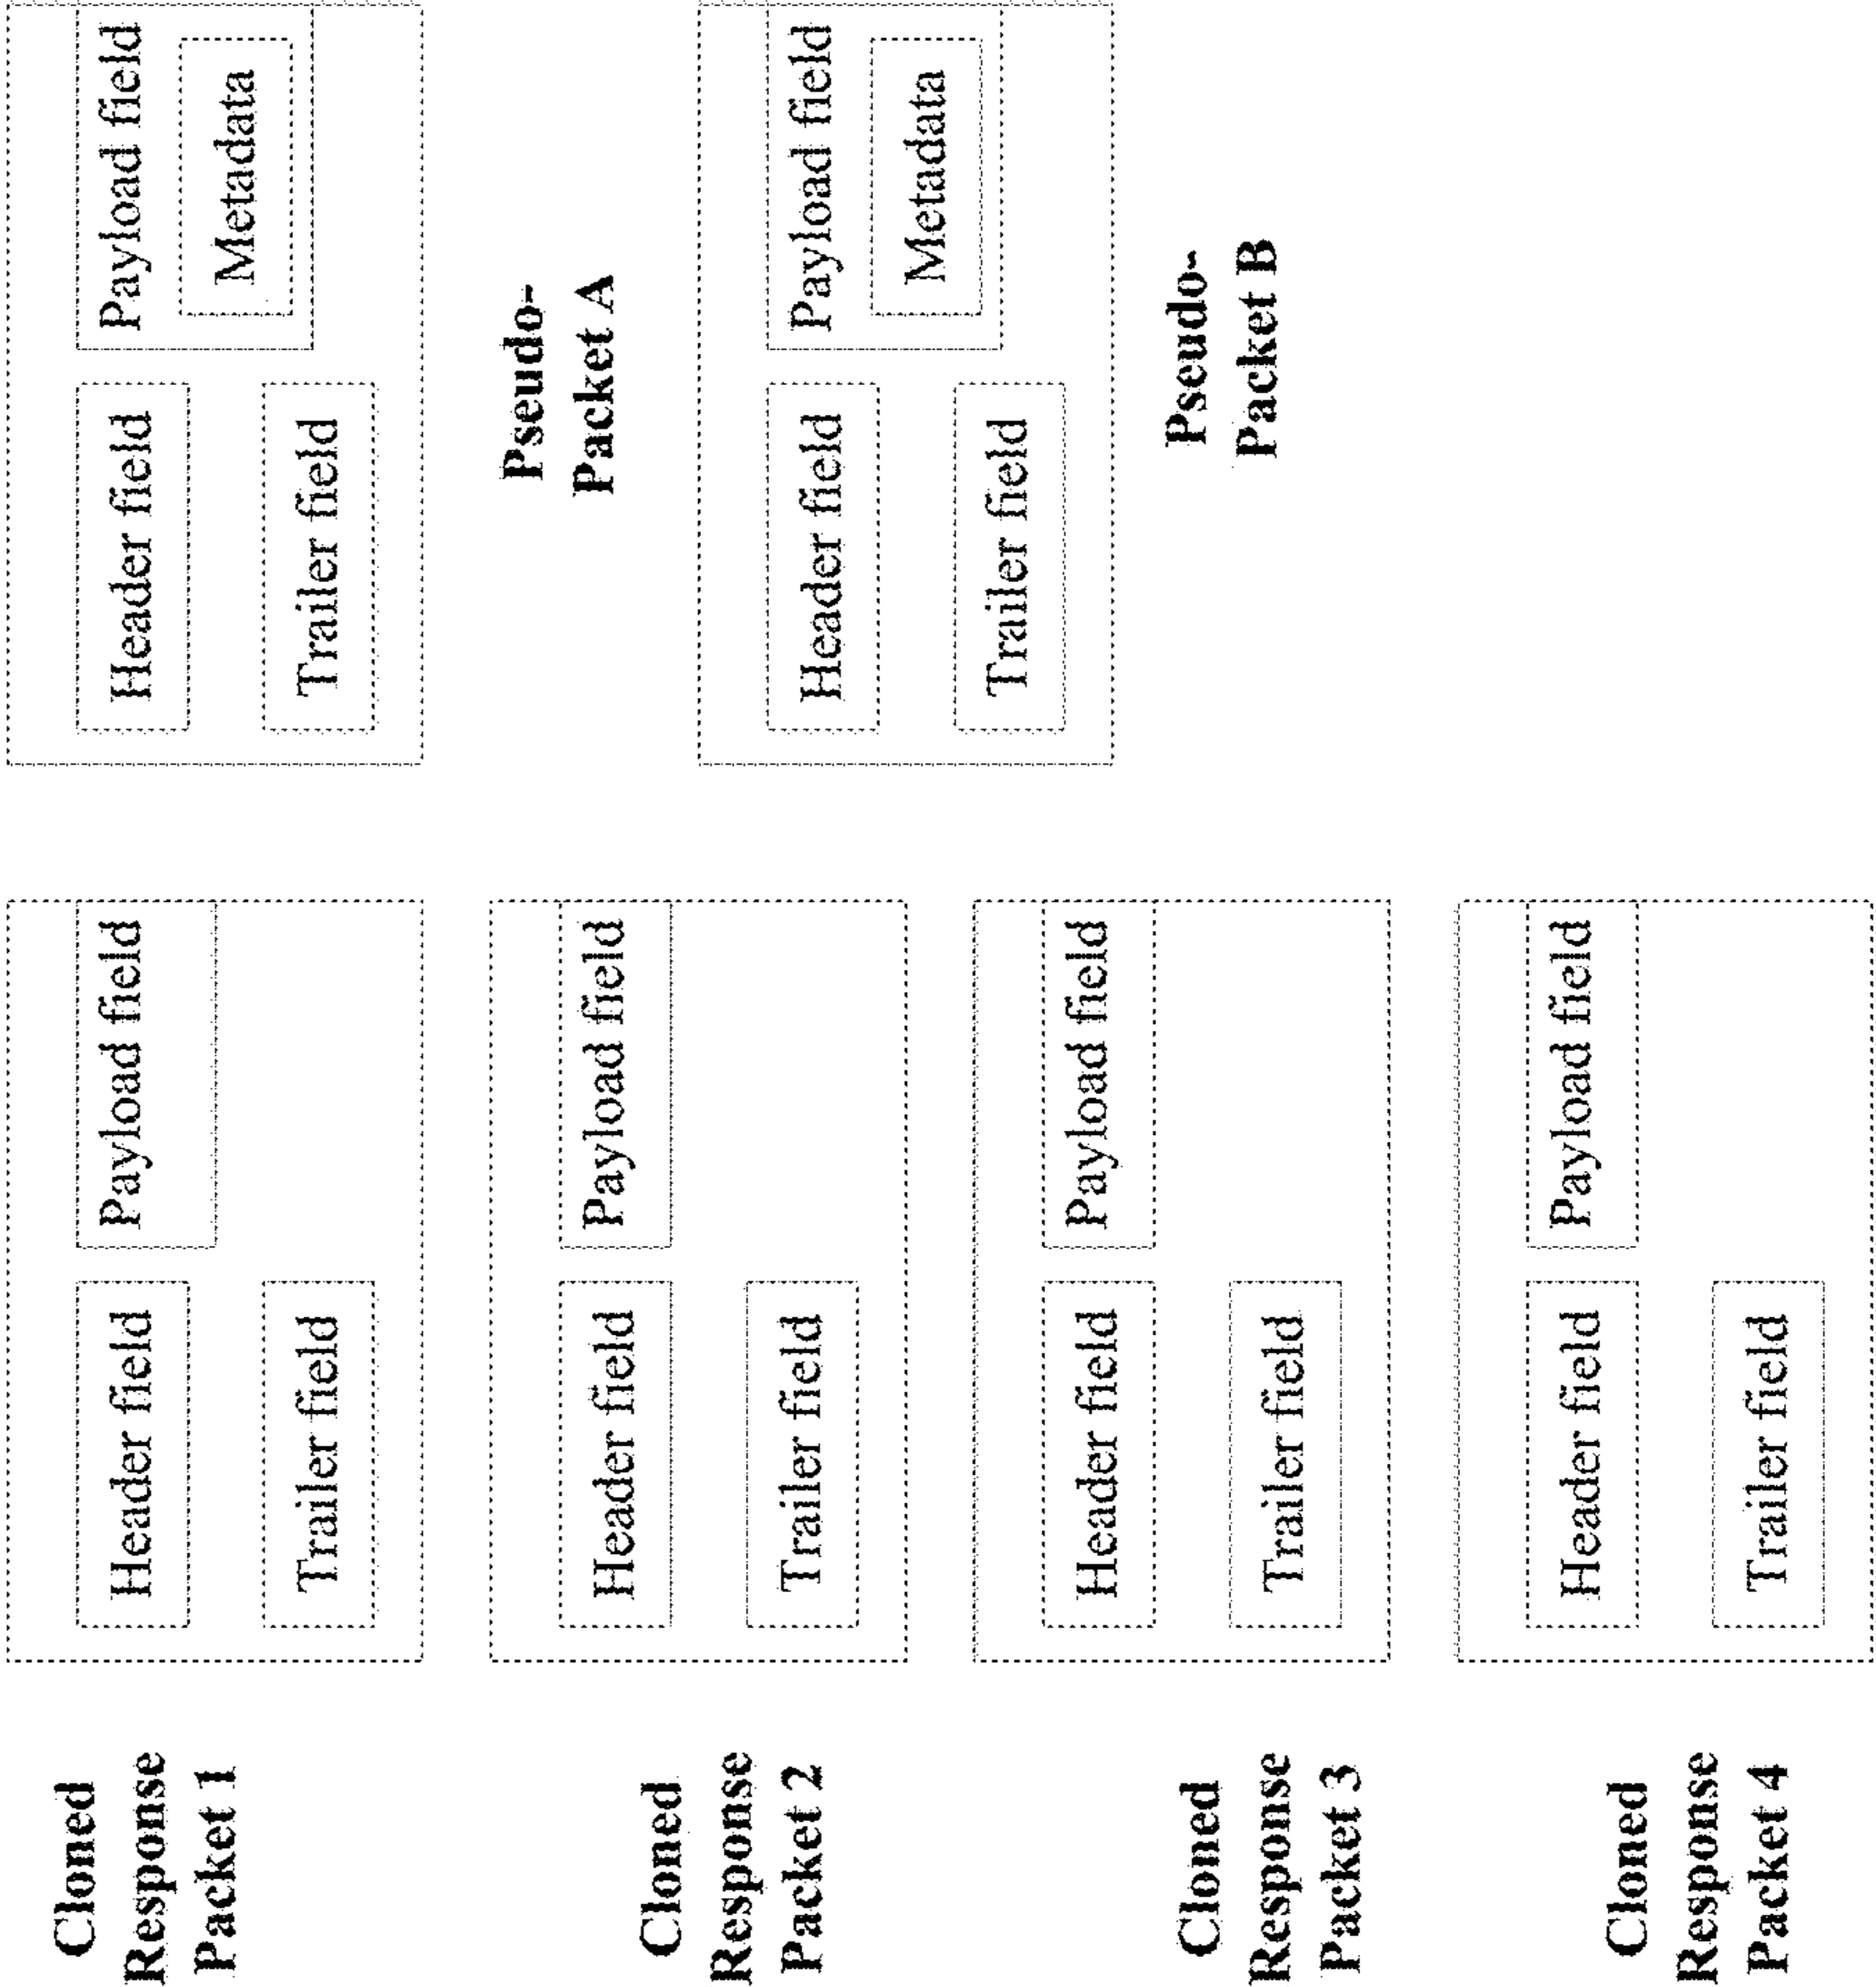 Cloned
Response
Packet 1
Header field
Payload field
Trailer field
Header field
Payload field
Metadata
Trailer field
Pseudo-
Packet A
Cloned
Response
Packet 2
Header field
Payload field
Trailer field
Header field
Payload field
Metadata
Trailer field
Pseudo-
Packet B
Cloned
Response
Packet 3
Header field
Payload field
Trailer field
Cloned
Response
Packet 4
Header field
Payload field
Trailer field